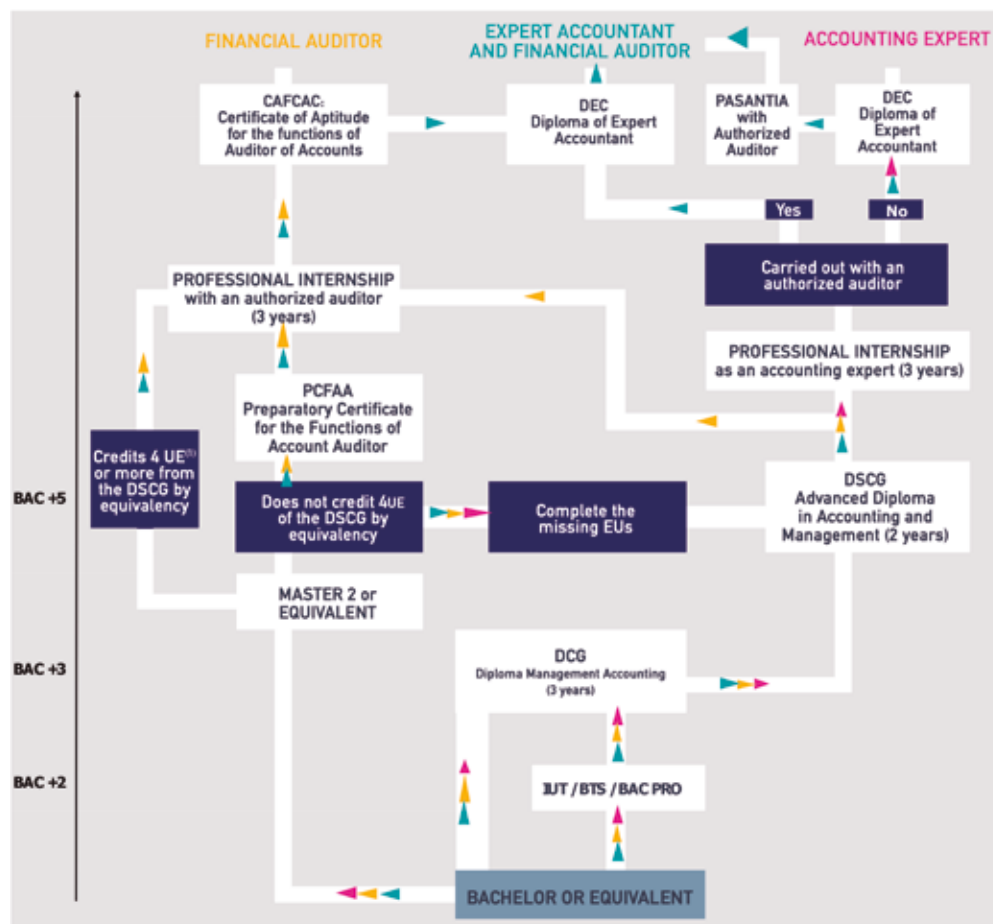 FINANCIAL AUDITOR
EXPERT ACCOUNTANT
AND FINANCIAL AUDITOR
ACCOUNTING EXPERT
CAFCAC:
Certificate of Aptitude
for the functions of
Auditor of Accounts
DEC
Diploma of Expert
Accountant
PASANTIA
with
Authorized
Auditor
DEC
Diploma of
Expert
Accountant
Yes
No
Carried out with an
authorized auditor
PROFESSIONAL INTERNSHIP
with an authorized auditor
(3 years)
PROFESSIONAL INTERNSHIP
as an accounting expert (3 years)
PCFAA
Preparatory Certificate
for the Functions of
Account Auditor
Credits 4 UE(1)
or more from
the DSCG by
equivalency
BAC +5
Does not credit 4UE
of the DSCG by
equivalency
Complete the
missing EUs
DSCG
Advanced Diploma
in Accounting and
Management (2 years)
MASTER 2 or
EQUIVALENT
BAC +3
DCG
Diploma Management Accounting
(3 years)
BAC +2
IUT / BTS / BAC PRO
BACHELOR OR EQUIVALENT